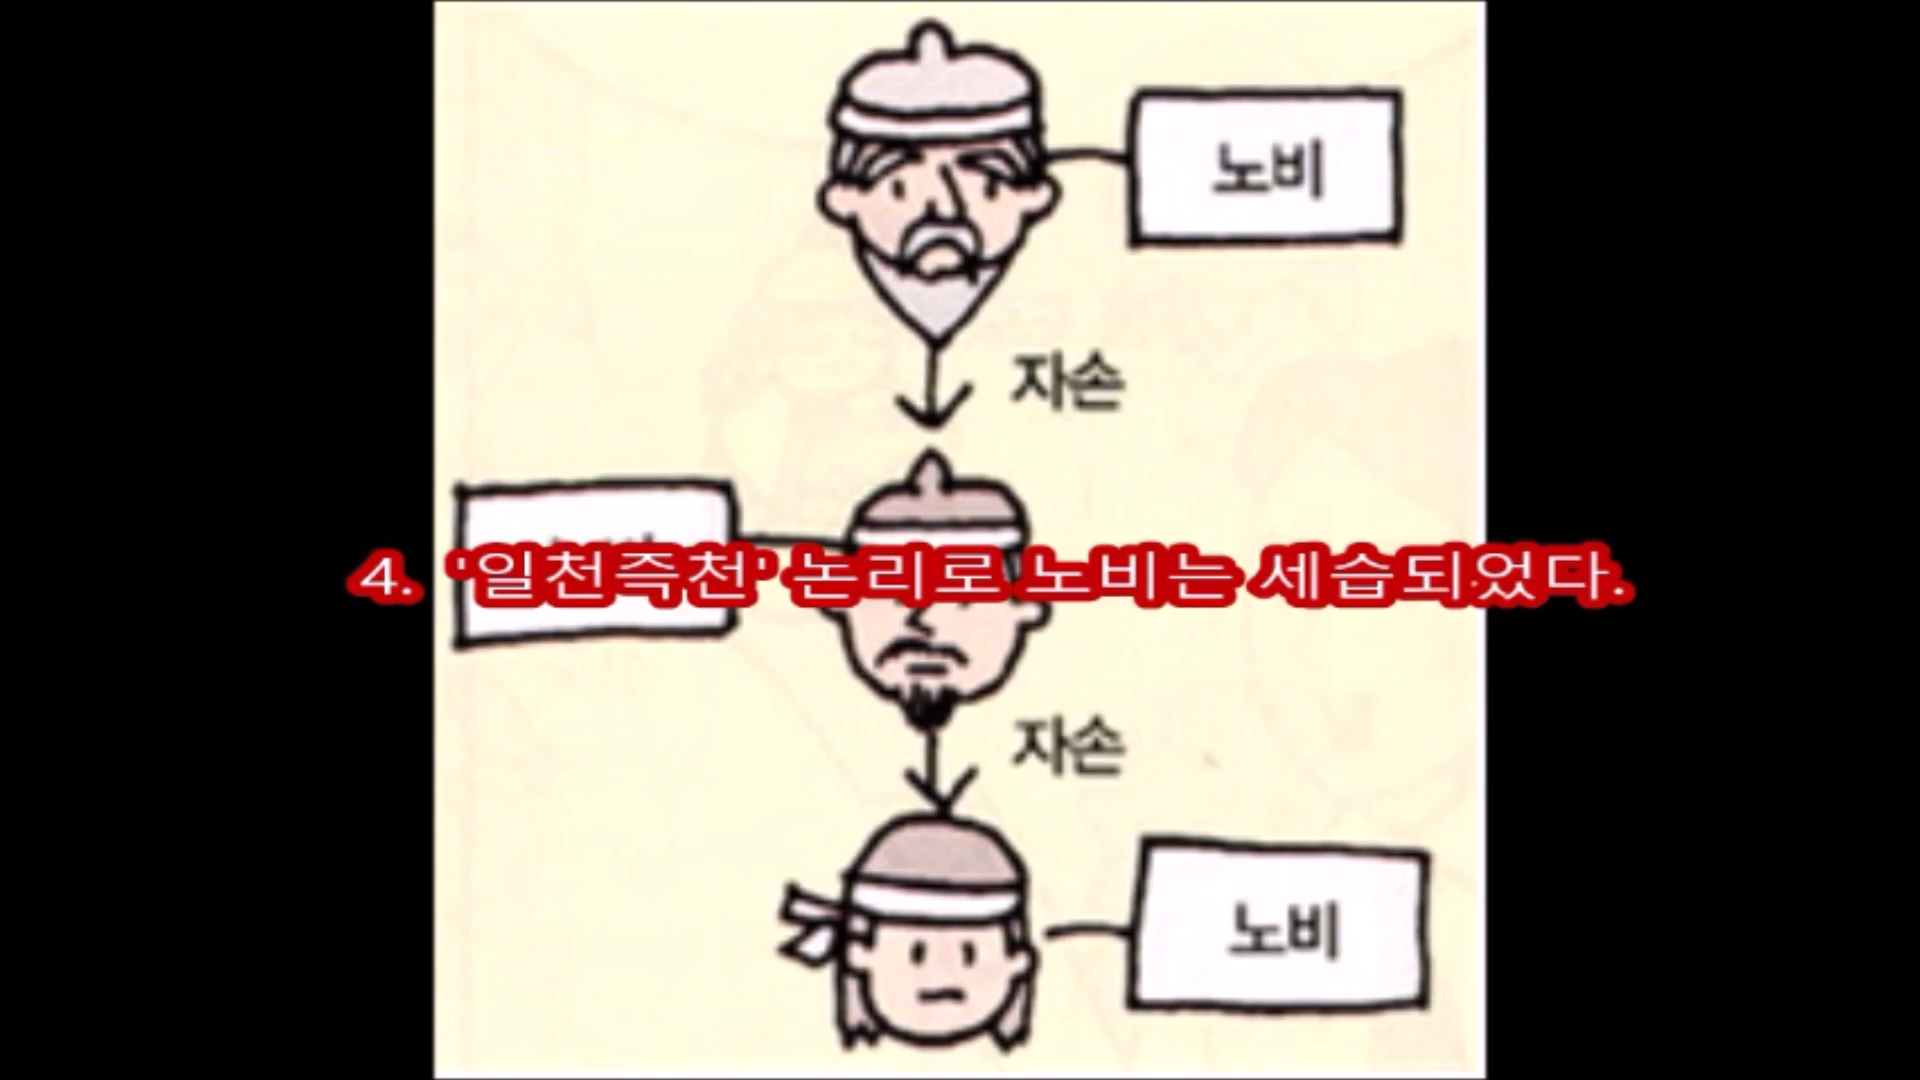 노비
자손
4. '일천즉천' 논리로 노비는 세습되었다.
자손
노비